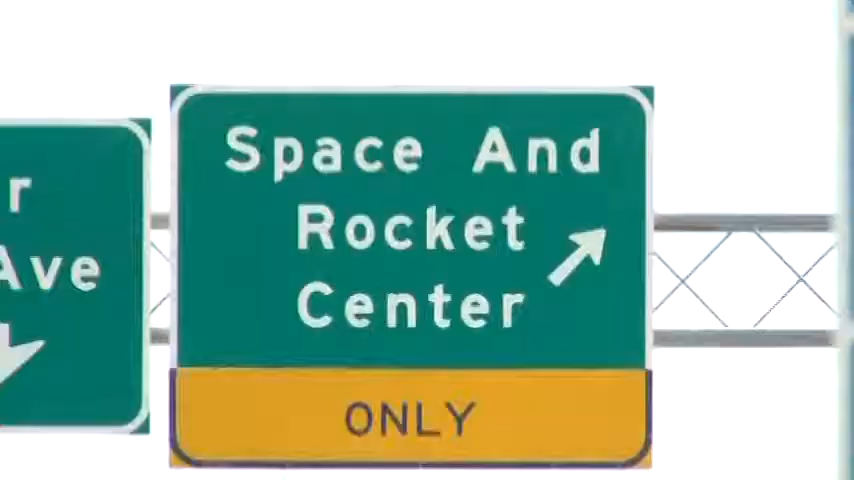 r
Ave
Space And
Rocket
Center
ONLY